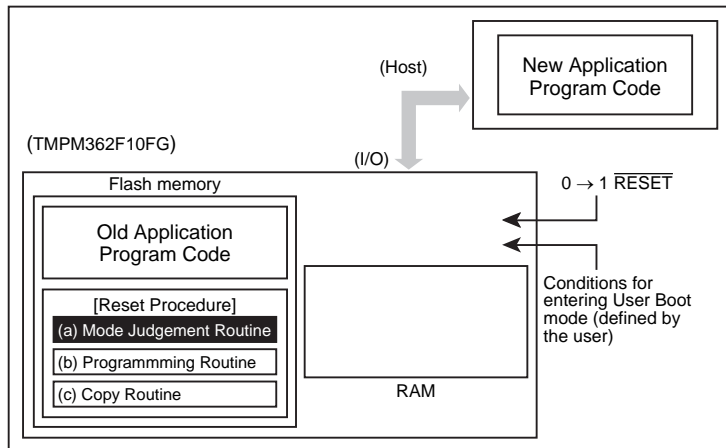 New Application
Program Code
(Host)
(TMPM362F10FG)
(I/O)
0 → 1 RESET
Flash memory
Old Application
Program Code
[Reset Procedure]
(a) Mode Judgement Routine
(b) Programmming Routine
(c) Copy Routine
RAM
Conditions for
entering User Boot
mode (defined by
the user)